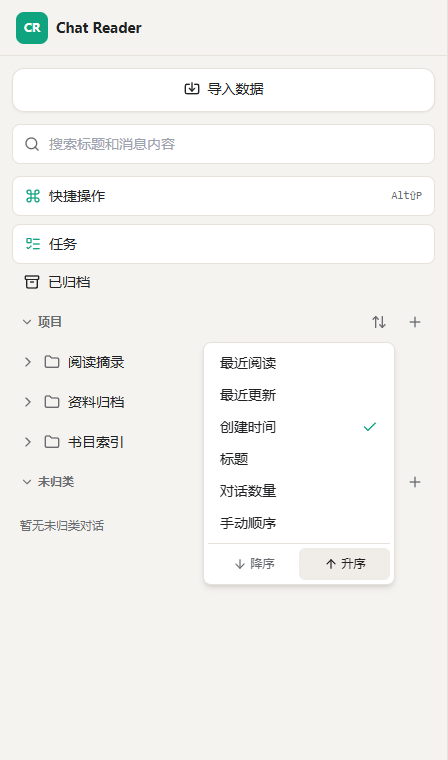 CR Chat Reader
导入数据
搜索标题和消息内容
快捷操作 Alt⇧P
任务
已归档
项目
阅读摘录
资料归档
书目索引
未归类
暂无未归类对话
最近阅读
最近更新
创建时间
标题
对话数量
手动顺序
降序 升序